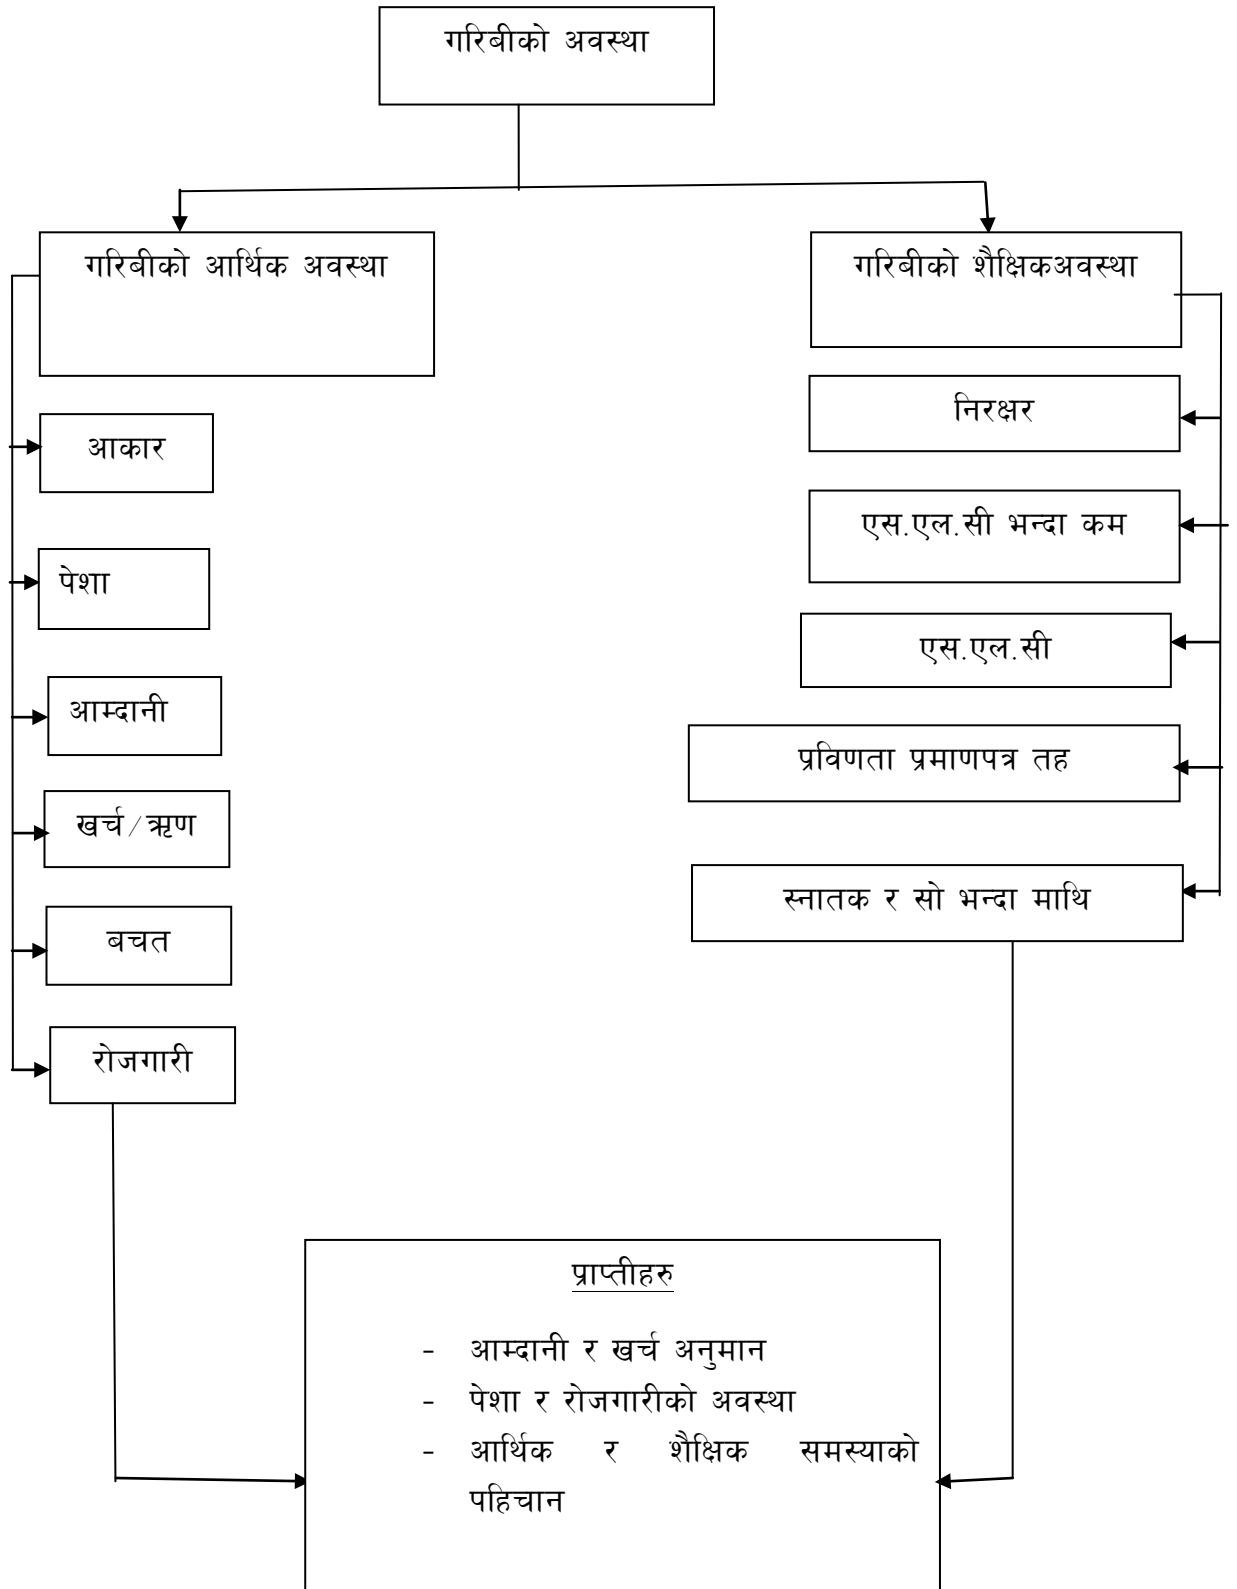 गरिबीको अवस्था
गरिबीको आर्थिक अवस्था
आकार
पेशा
आम्दानी
खर्च/ऋण
बचत
रोजगारी
गरिबीको शैक्षिकअवस्था
निरक्षर
एस.एल.सी भन्दा कम
एस.एल.सी
प्रविणता प्रमाणपत्र तह
स्नातक र सो भन्दा माथि
प्राप्तीहरु
- आम्दानी र खर्च अनुमान
- पेशा र रोजगारीको अवस्था
- आर्थिक र शैक्षिक समस्याको
पहिचान